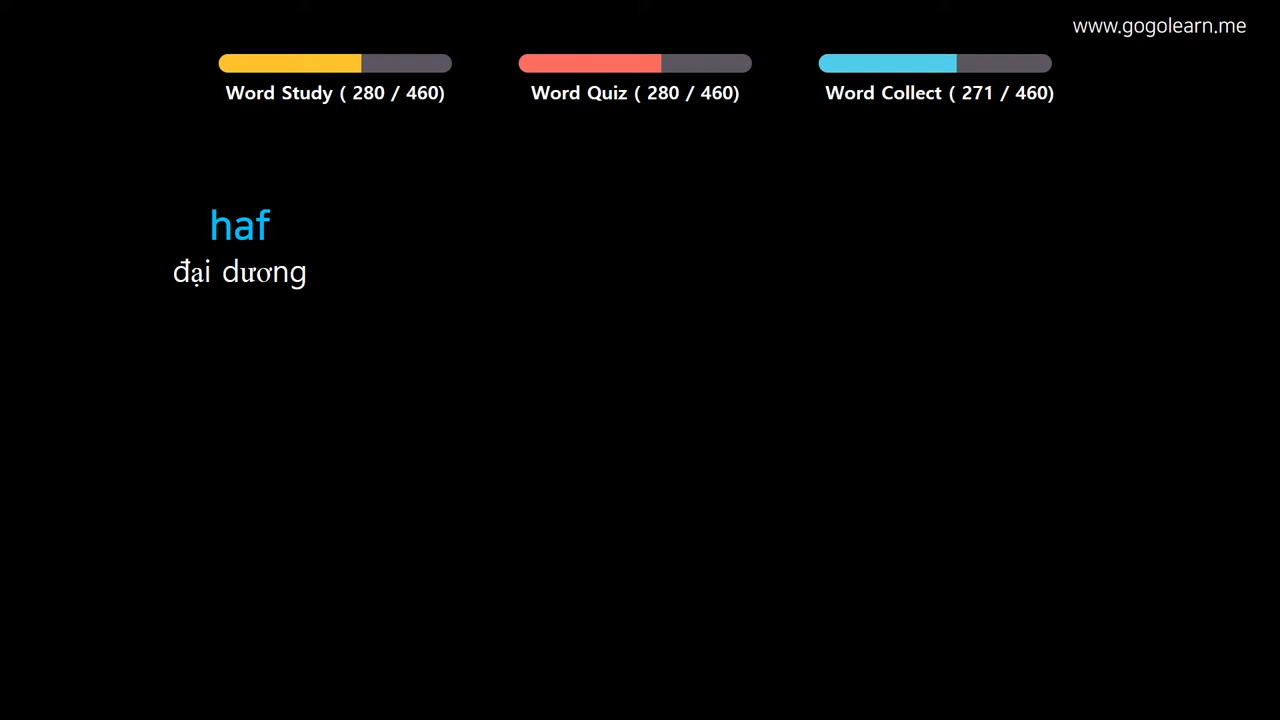 www.gogolearn.me
Word Study ( 280 / 460)
Word Quiz ( 280 / 460)
Word Collect ( 271 / 460)
haf
đại dương